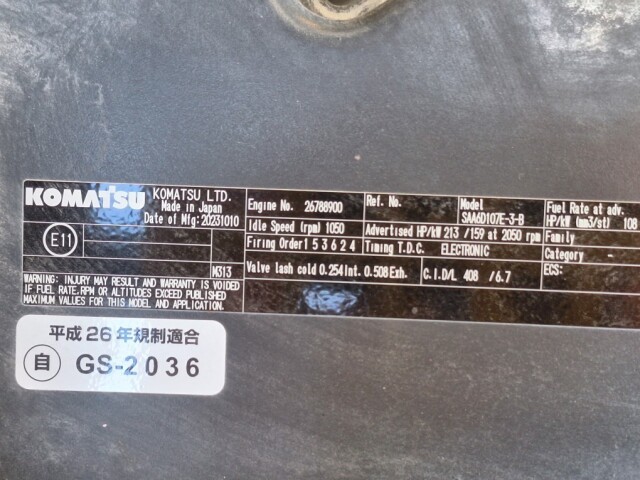 KOMATSU KOMATSU LTD.
Made in Japan
Date of Mfg: 20231010
E11
N313
WARNING: INJURY MAY RESULT AND WARRANTY IS VOIDED
IF FUEL RATE.RPM OR ALTITUDES EXCEED PUBLISHED
MAXIMUM VALUES FOR THIS MODEL AND APPLICATION.
Engine No. 26788900
Ref. No.
Model
SAA6D107E-3-B
Fuel Rate at adv.
HP/kW (mm3/st) 108
Idle Speed (rpm) 1050
Advertised HP/kW 213 /159 at 2050 rpm
Family
Firing Order 1 5 3 6 2 4
Timing T.D.C. ELECTRONIC
Category
Valve lash cold 0.254Int. 0.508Exh.
C.I.D/L 408 /6.7
ECS:
平成26年規制適合
自 GS-2036